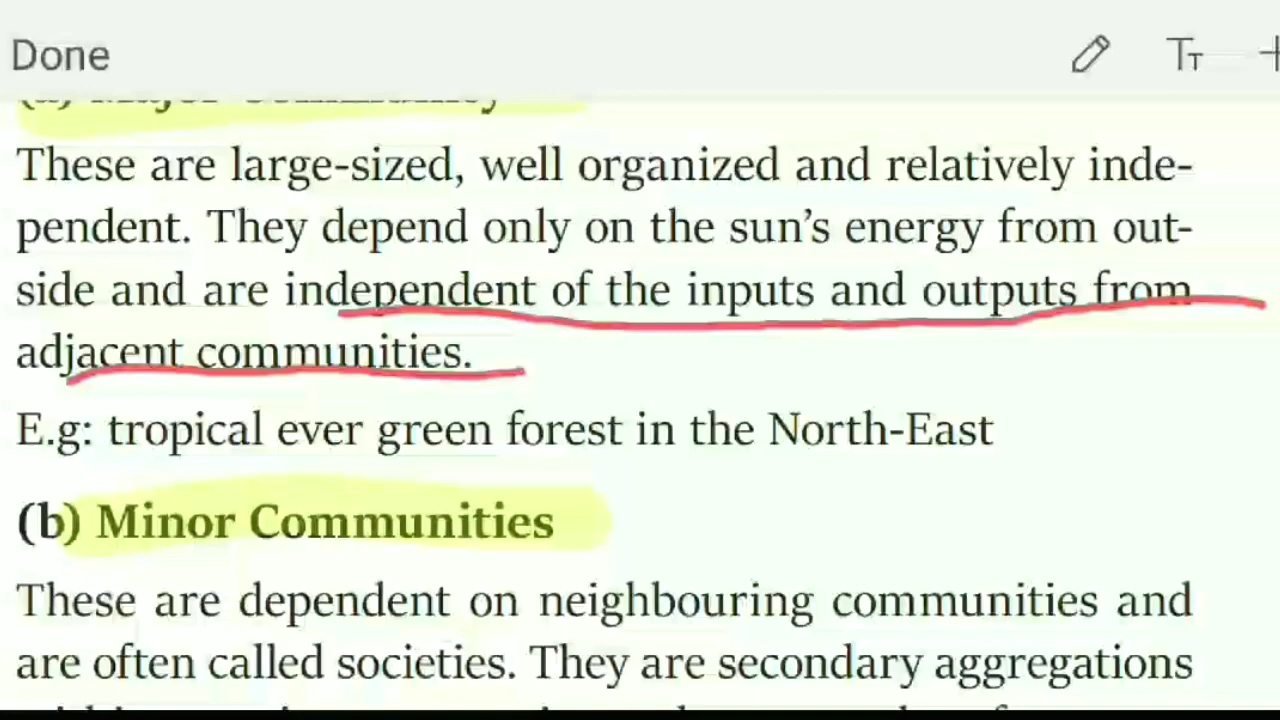 Done
(a) Major Community
These are large-sized, well organized and relatively inde-
pendent. They depend only on the sun's energy from out-
side and are independent of the inputs and outputs from
adjacent communities.
E.g: tropical ever green forest in the North-East
(b) Minor Communities
These are dependent on neighbouring communities and
are often called societies. They are secondary aggregations